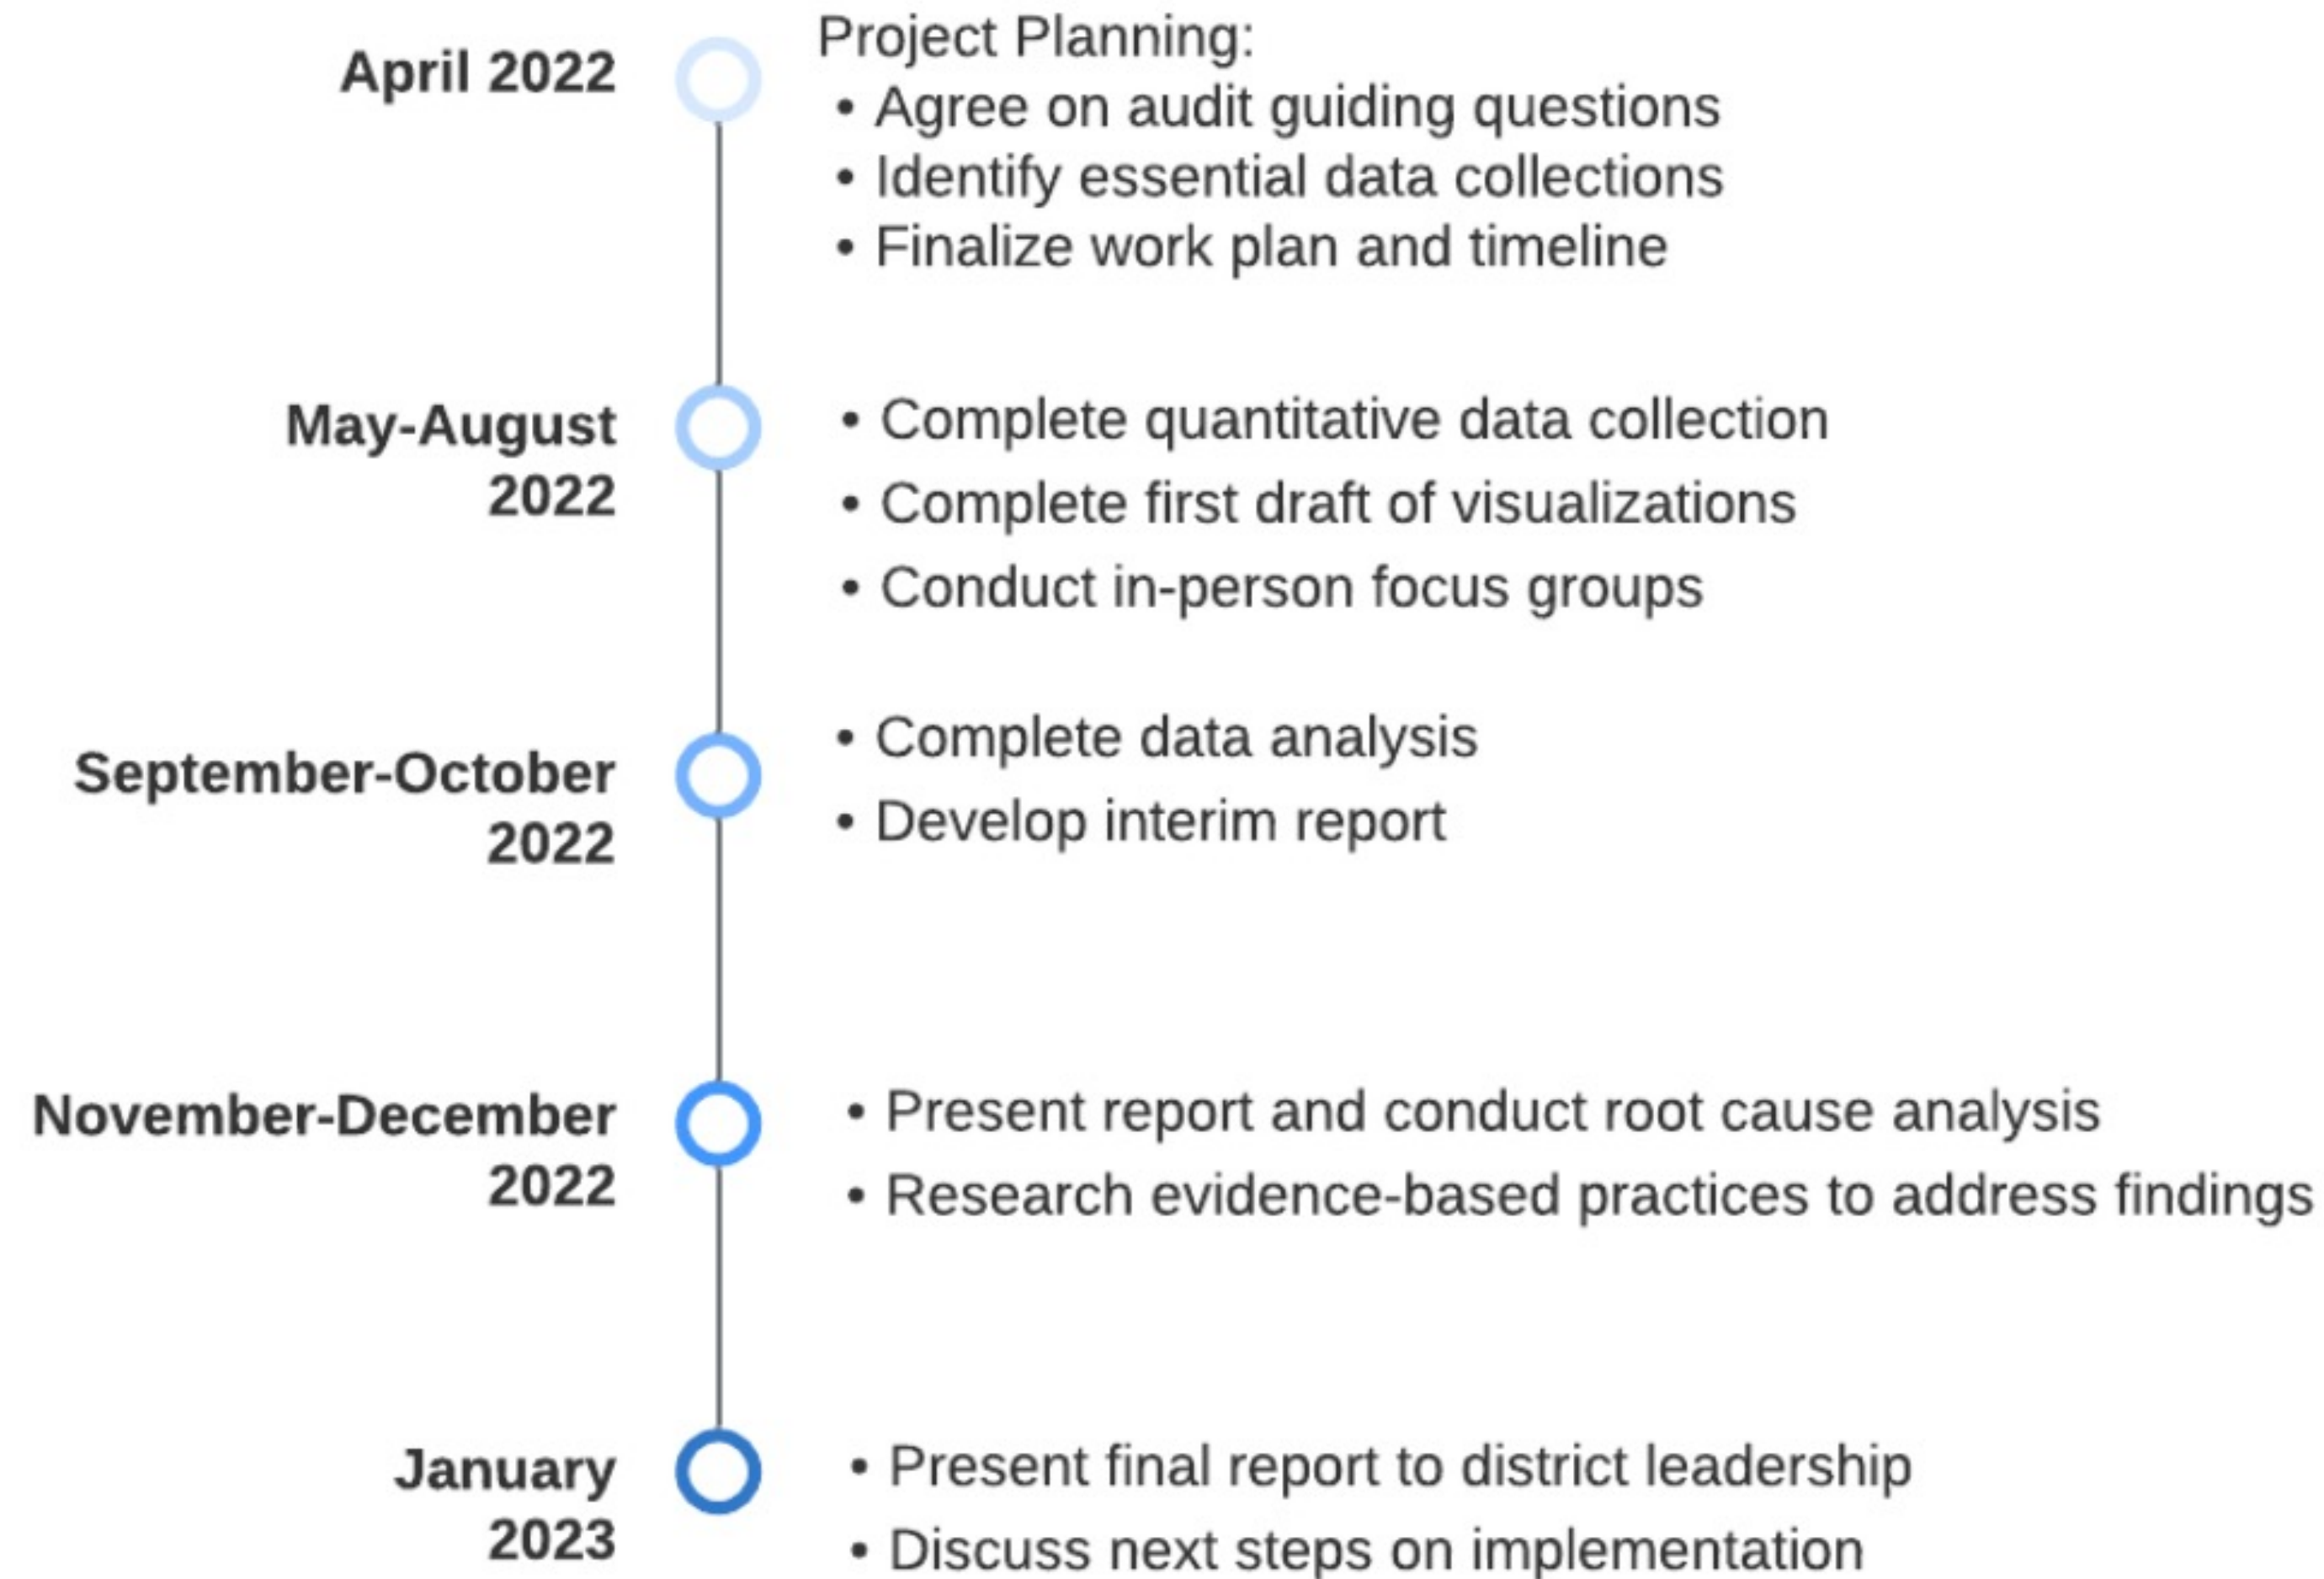 April 2022
Project Planning:
• Agree on audit guiding questions
• Identify essential data collections
• Finalize work plan and timeline
May-August
2022
• Complete quantitative data collection
• Complete first draft of visualizations
• Conduct in-person focus groups
September-October
2022
• Complete data analysis
• Develop interim report
November-December
2022
• Present report and conduct root cause analysis
• Research evidence-based practices to address findings
January
2023
• Present final report to district leadership
• Discuss next steps on implementation